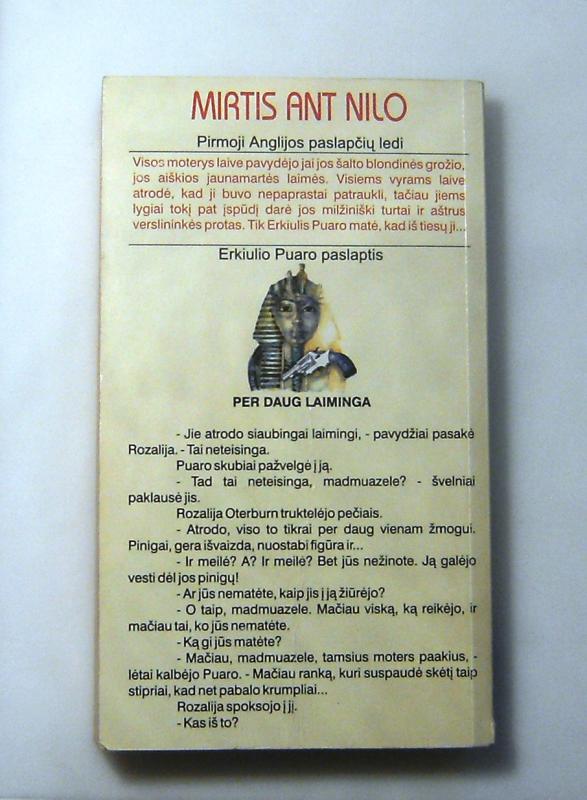 MIRTIS ANT NILO
Pirmoji Anglijos paslapčių ledi
Visos moterys laive pavydėjo jai jos šalto blondinės grožio,
jos aiškios jaunamartės laimės. Visiems vyrams laive
atrodė, kad ji buvo nepaprastai patraukli, tačiau jiems
lygiai tokį pat įspūdį darė jos milžiniški turtai ir aštrus
verslininkės protas. Tik Erkiulis Puaro matė, kad iš tiesų ji...
Erkiulio Puaro paslaptis
PER DAUG LAIMINGA
- Jie atrodo siaubingai laimingi, - pavydžiai pasakė
Rozalija. - Tai neteisinga.
Puaro skubiai pažvelgė į ją.
- Tad tai neteisinga, madmuazele? - švelniai
paklausė jis.
Rozalija Oterburn truktelėjo pečiais.
- Atrodo, viso to tikrai per daug vienam žmogui.
Pinigai, gera išvaizda, nuostabi figūra ir...
- Ir meilė? A? Ir meilė? Bet jūs nežinote. Ją galėjo
vesti dėl jos pinigų!
- Ar jūs nematėte, kaip jis į ją žiūrėjo?
- O taip, madmuazele. Mačiau viską, ką reikėjo, ir
mačiau tai, ko jūs nematėte.
- Ką gi jūs matėte?
- Mačiau, madmuazele, tamsius moters paakius, -
lėtai kalbėjo Puaro. - Mačiau ranką, kuri suspaudė skėtį taip
stipriai, kad net pabalo krumpliai...
Rozalija spoksojo į jį.
- Kas iš to?